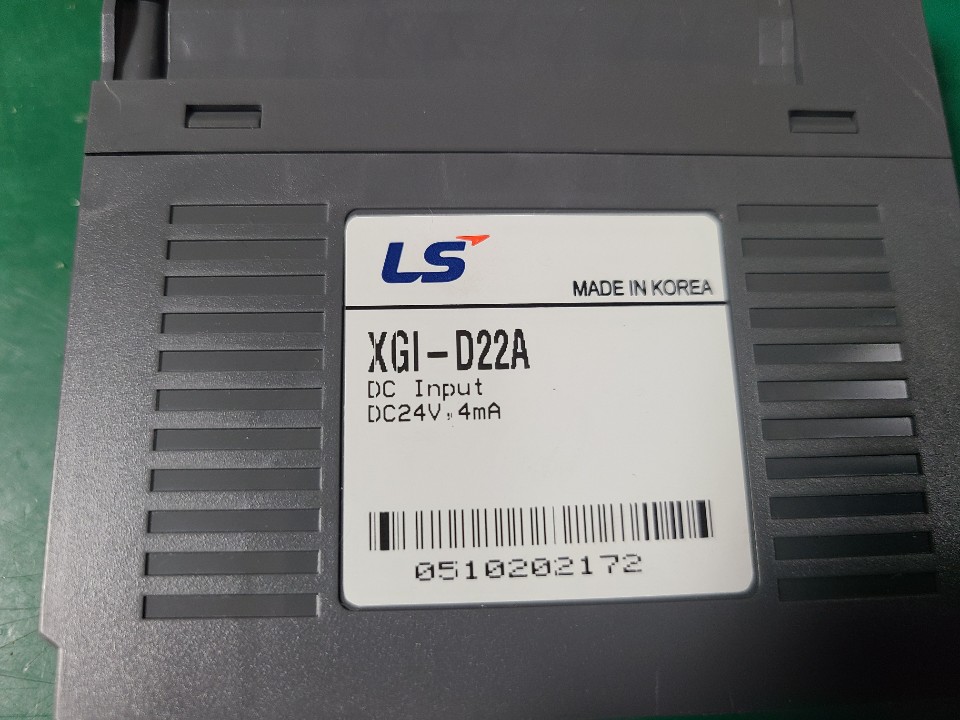 LS
MADE IN KOREA
XGI-D22A
DC Input
DC24V, 4mA
0510202172